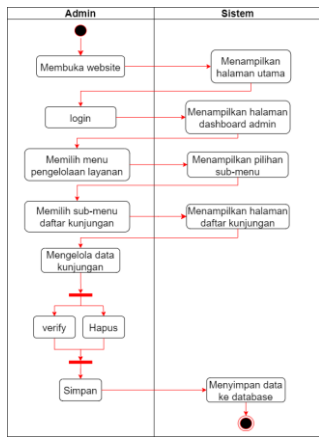 Admin
Sistem
Membuka website
Menampilkan
halaman utama
login
Menampilkan halaman
dashboard admin
Memilih menu
pengelolaan layanan
Menampilkan pilihan
sub-menu
Memilih sub-menu
daftar kunjungan
Menampilkan halaman
daftar kunjungan
Mengelola data
kunjungan
verify
Hapus
Simpan
Menyimpan data
ke database